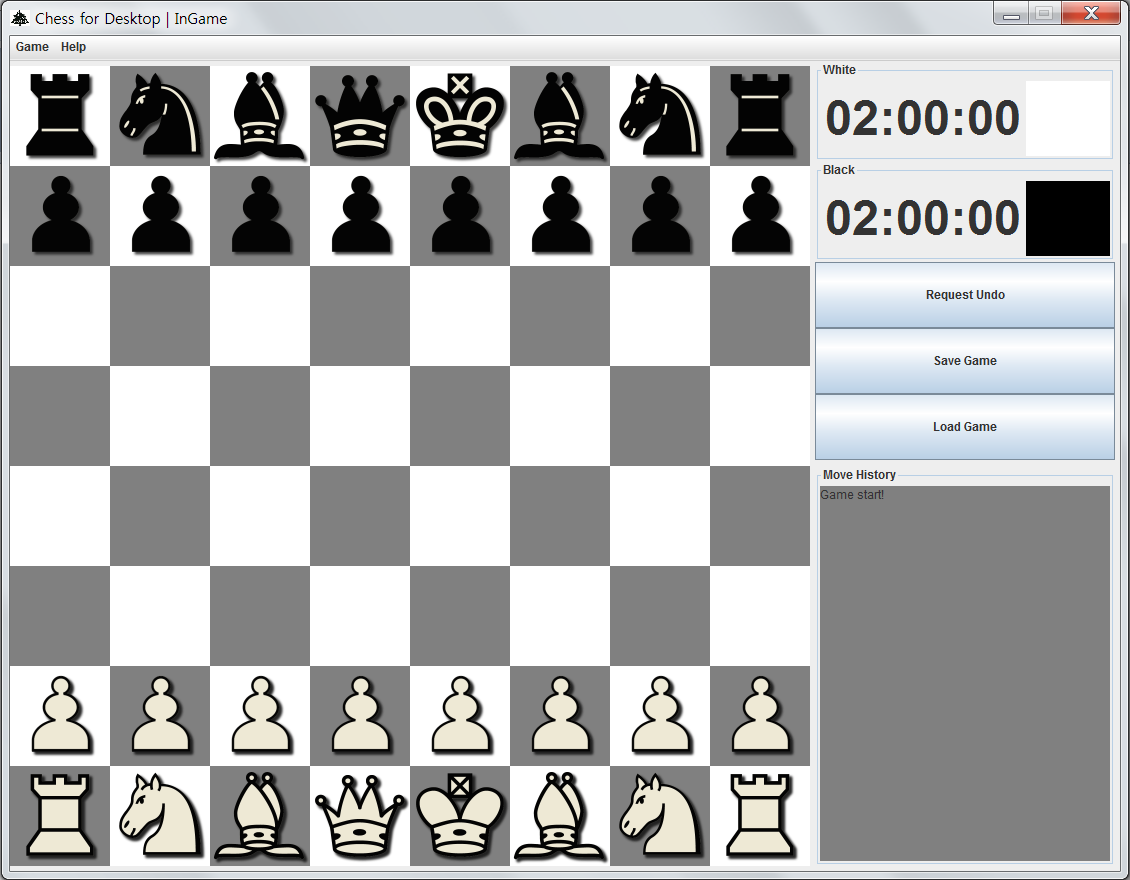 Chess for Desktop | InGame
Game Help
White
02:00:00
Black
02:00:00
Request Undo
Save Game
Load Game
Move History
Game start!